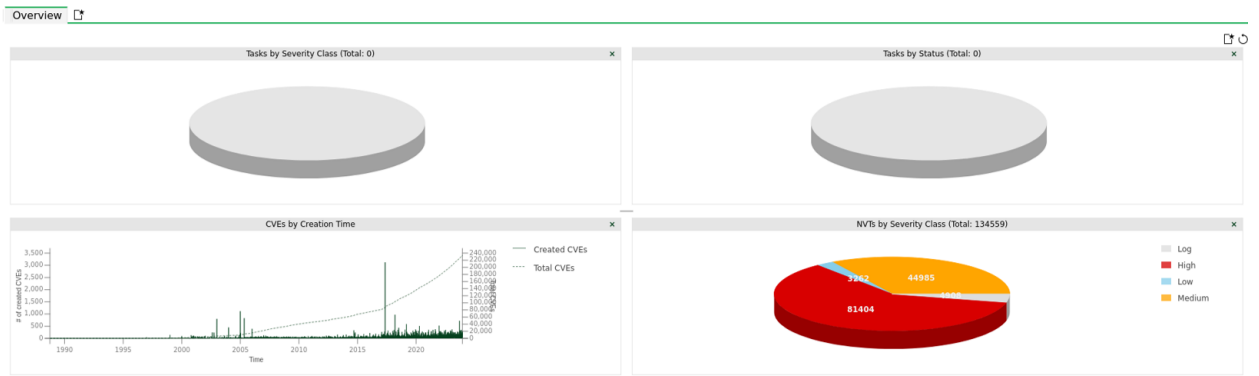 Overview
Tasks by Severity Class (Total: 0)
×
Tasks by Status (Total: 0)
×
CVEs by Creation Time
×
# of created CVEs
3,500
3,000
2,500
2,000
1,500
1,000
500
0
1990
1995
2000
2005
2010
2015
2020
Time
240,000
220,000
200,000
180,000
160,000
140,000
120,000
100,000
80,000
60,000
40,000
20,000
0
Created CVEs
Total CVEs
NVTs by Severity Class (Total: 134559)
×
3262
44985
81404
Log
High
Low
Medium